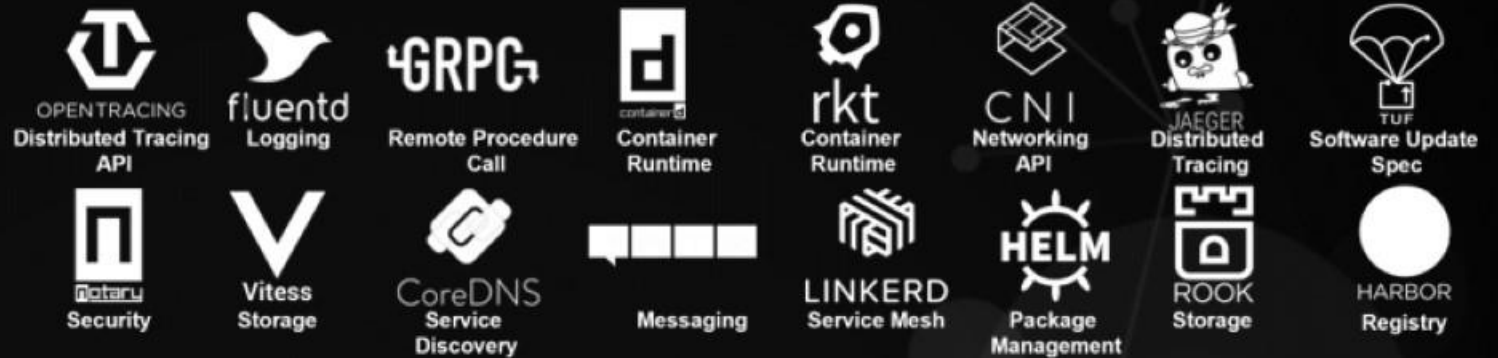 OPENTRACING
Distributed Tracing
API
fluentd
Logging
GRPC
Remote Procedure
Call
containerd
Container
Runtime
rkt
Container
Runtime
CNI
Networking
API
JAEGER
Distributed
Tracing
TUF
Software Update
Spec
notary
Security
Vitess
Storage
CoreDNS
Service
Discovery
Messaging
LINKERD
Service Mesh
HELM
Package
Management
ROOK
Storage
HARBOR
Registry